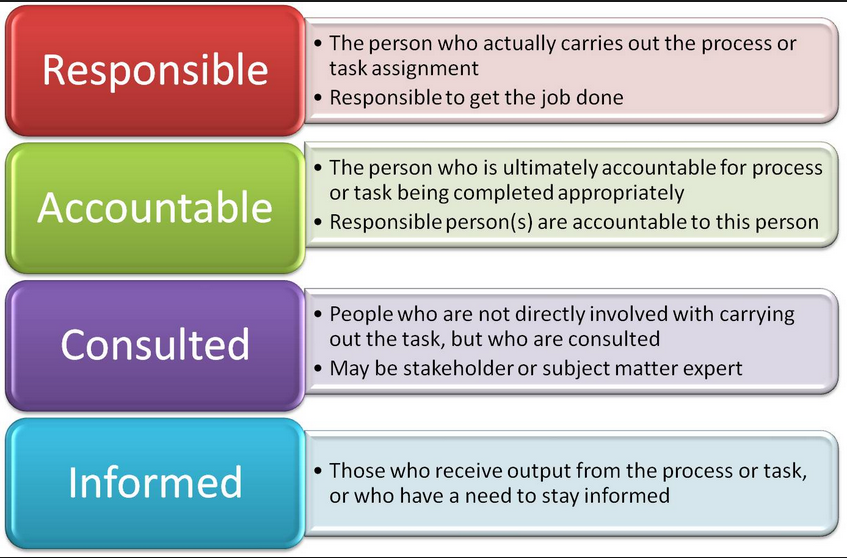 Responsible
• The person who actually carries out the process or
task assignment
• Responsible to get the job done
Accountable
• The person who is ultimately accountable for process
or task being completed appropriately
• Responsible person(s) are accountable to this person
Consulted
• People who are not directly involved with carrying
out the task, but who are consulted
• May be stakeholder or subject matter expert
Informed
• Those who receive output from the process or task,
or who have a need to stay informed